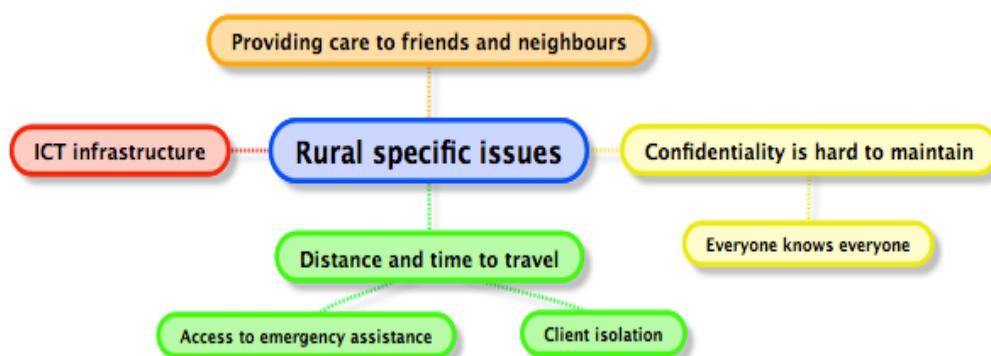 Providing care to friends and neighbours
ICT infrastructure
Rural specific issues
Confidentiality is hard to maintain
Everyone knows everyone
Distance and time to travel
Access to emergency assistance
Client isolation